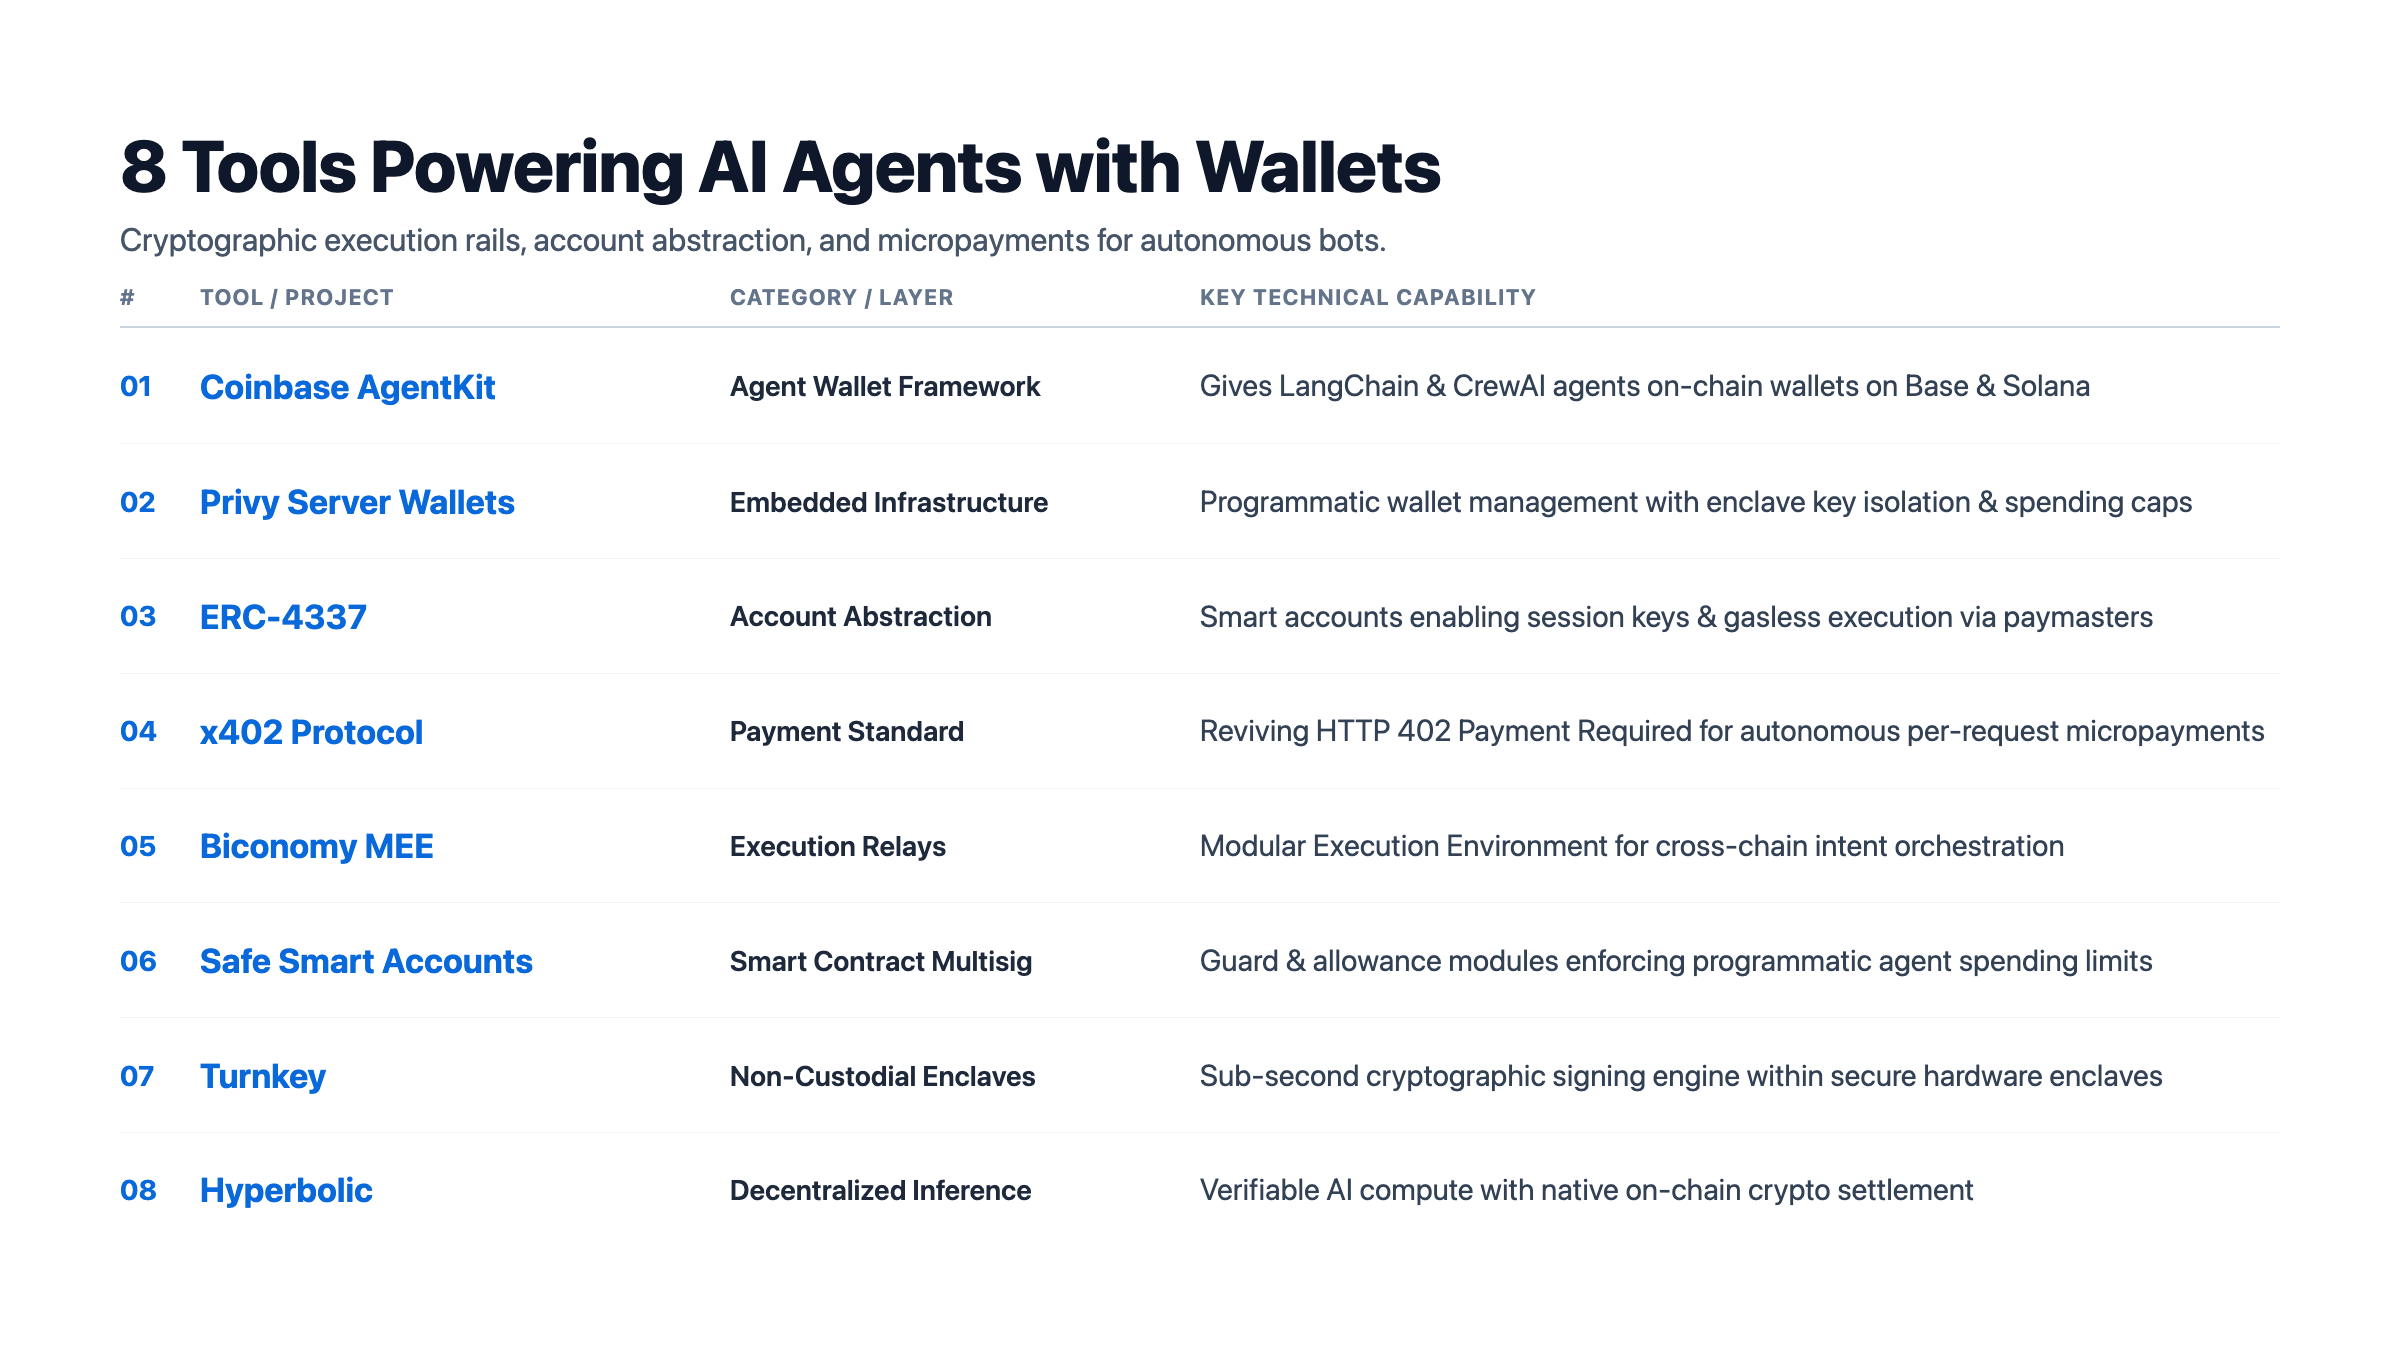 8 Tools Powering AI Agents with Wallets
Cryptographic execution rails, account abstraction, and micropayments for autonomous bots.
# TOOL / PROJECT CATEGORY / LAYER KEY TECHNICAL CAPABILITY
01 Coinbase AgentKit Agent Wallet Framework Gives LangChain & CrewAI agents on-chain wallets on Base & Solana
02 Privy Server Wallets Embedded Infrastructure Programmatic wallet management with enclave key isolation & spending caps
03 ERC-4337 Account Abstraction Smart accounts enabling session keys & gasless execution via paymasters
04 x402 Protocol Payment Standard Reviving HTTP 402 Payment Required for autonomous per-request micropayments
05 Biconomy MEE Execution Relays Modular Execution Environment for cross-chain intent orchestration
06 Safe Smart Accounts Smart Contract Multisig Guard & allowance modules enforcing programmatic agent spending limits
07 Turnkey Non-Custodial Enclaves Sub-second cryptographic signing engine within secure hardware enclaves
08 Hyperbolic Decentralized Inference Verifiable AI compute with native on-chain crypto settlement